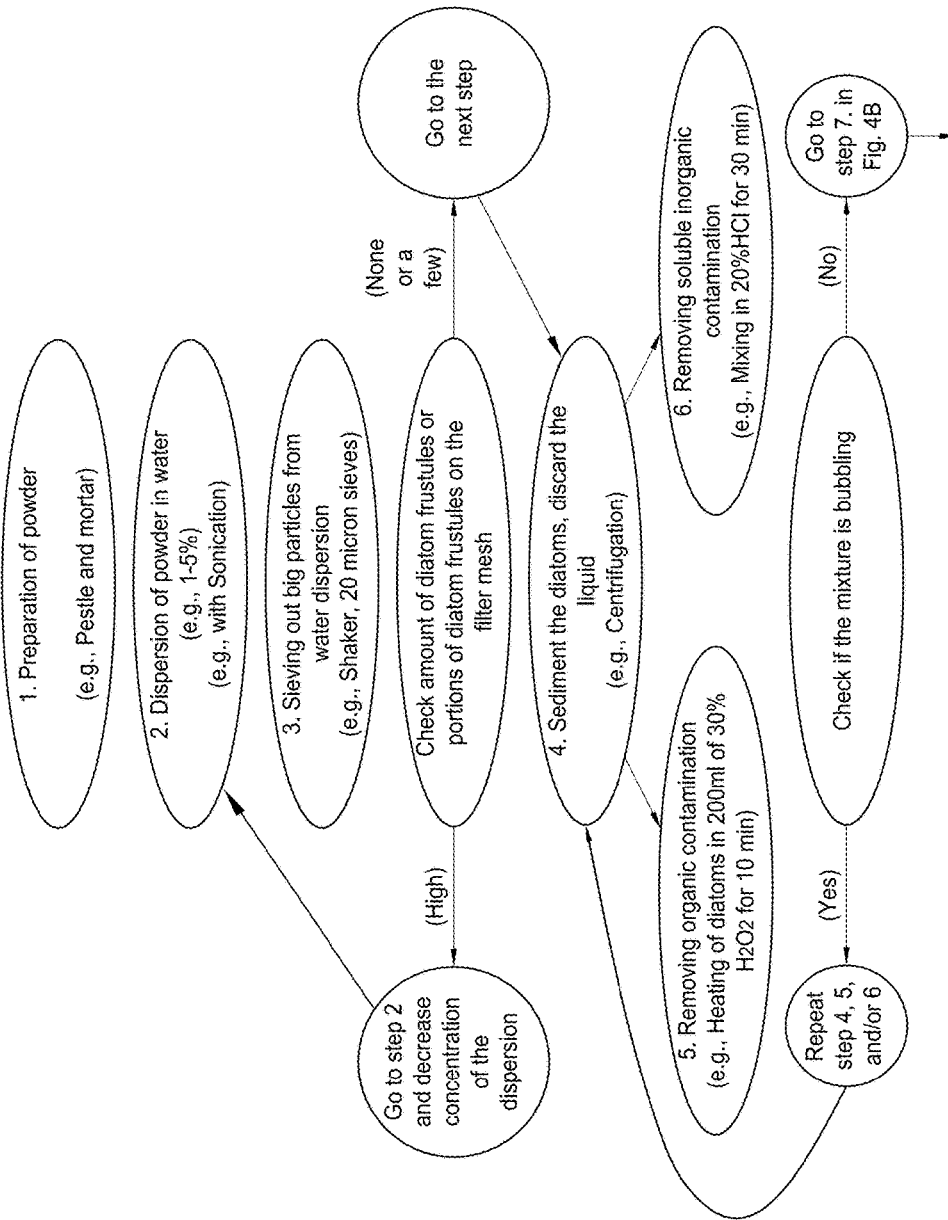 1. Preparation of powder
(e.g., Pestle and mortar)
2. Dispersion of powder in water
(e.g., 1-5%)
(e.g., with Sonication)
3. Sieving out big particles from
water dispersion
(e.g., Shaker, 20 micron sieves)
Check amount of diatom frustules or
portions of diatom frustules on the
filter mesh
(High)
Go to step 2
and decrease
concentration
of the
dispersion
(None
or a
few)
Go to the
next step
4. Sediment the diatoms, discard the
liquid
(e.g., Centrifugation)
5. Removing organic contamination
(e.g., Heating of diatoms in 200ml of 30%
H2O2 for 10 min)
6. Removing soluble inorganic
contamination
(e.g., Mixing in 20%HCl for 30 min)
Check if the mixture is bubbling
(Yes)
Repeat
step 4, 5,
and/or 6
(No)
Go to
step 7. in
Fig. 4B